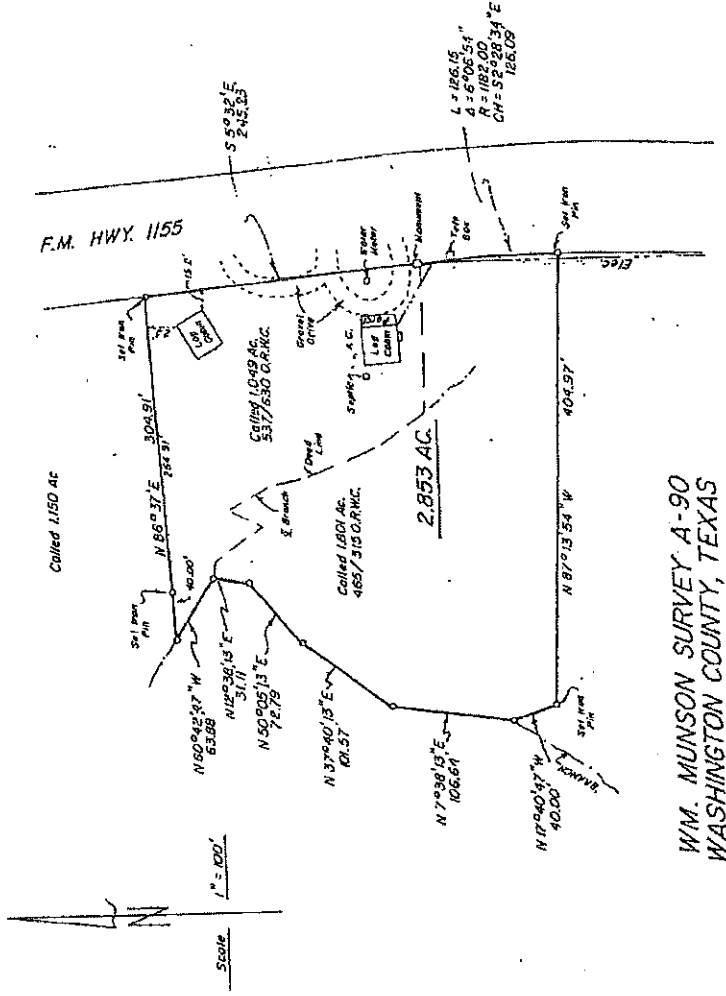 Scale 1" = 100'
N
F.M. HWY. 1155
S 5° 32' E
245.23
L = 126.15
Δ = 6°06'54"
R = 1182.00
CH = S2°28'34"E
126.09'
Called 1.150 Ac
Set Iron
Pin
N 86° 37' E 304.91'
264.91'
Set Iron
Pin
40.00'
15.2'
Log
Cabin
Called 1.049 Ac.
537/630 O.R.W.C.
Gravel
Drive
Water
Meter
Monument
Tele
Box
Septic
A.C.
Log
Cabin
Set Iron
Pin
Elec.
N 60° 42' 47" W
63.88
N 12° 38' 13" E
31.11
N 50° 05' 13" E
72.79
N 37° 40' 13" E
101.57
N 7° 38' 13" E
106.64
N 17° 40' 47" W
40.00'
Branch
Deed Line
Called 1.801 Ac.
465/315 O.R.W.C.
2.853 AC.
N 87° 13' 54" W 404.97'
Set Iron
Pin
WM. MUNSON SURVEY A-90
WASHINGTON COUNTY, TEXAS